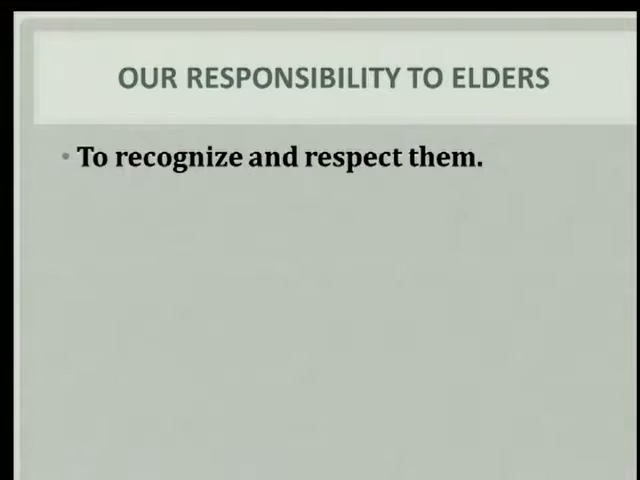 OUR RESPONSIBILITY TO ELDERS
• To recognize and respect them.